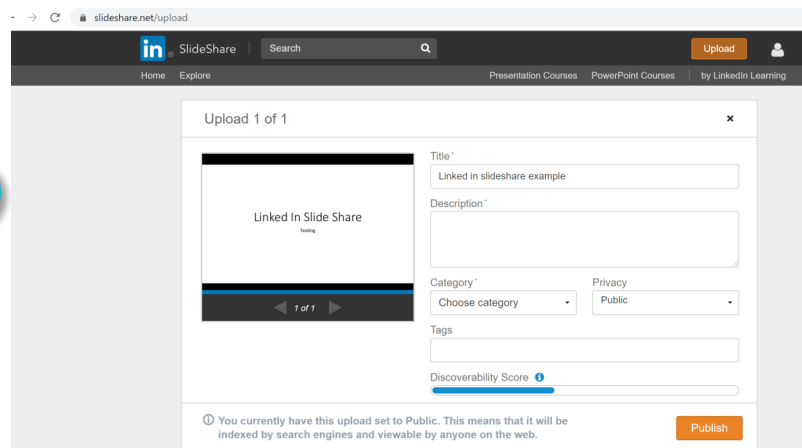 slideshare.net/upload
in ® SlideShare Search Upload
Home Explore Presentation Courses PowerPoint Courses by LinkedIn Learning
Upload 1 of 1 ×
Linked In Slide Share
Testing
1 of 1
Title*
Linked in slideshare example
Description*
Category* Privacy
Choose category Public
Tags
Discoverability Score i
You currently have this upload set to Public. This means that it will be
indexed by search engines and viewable by anyone on the web.
Publish